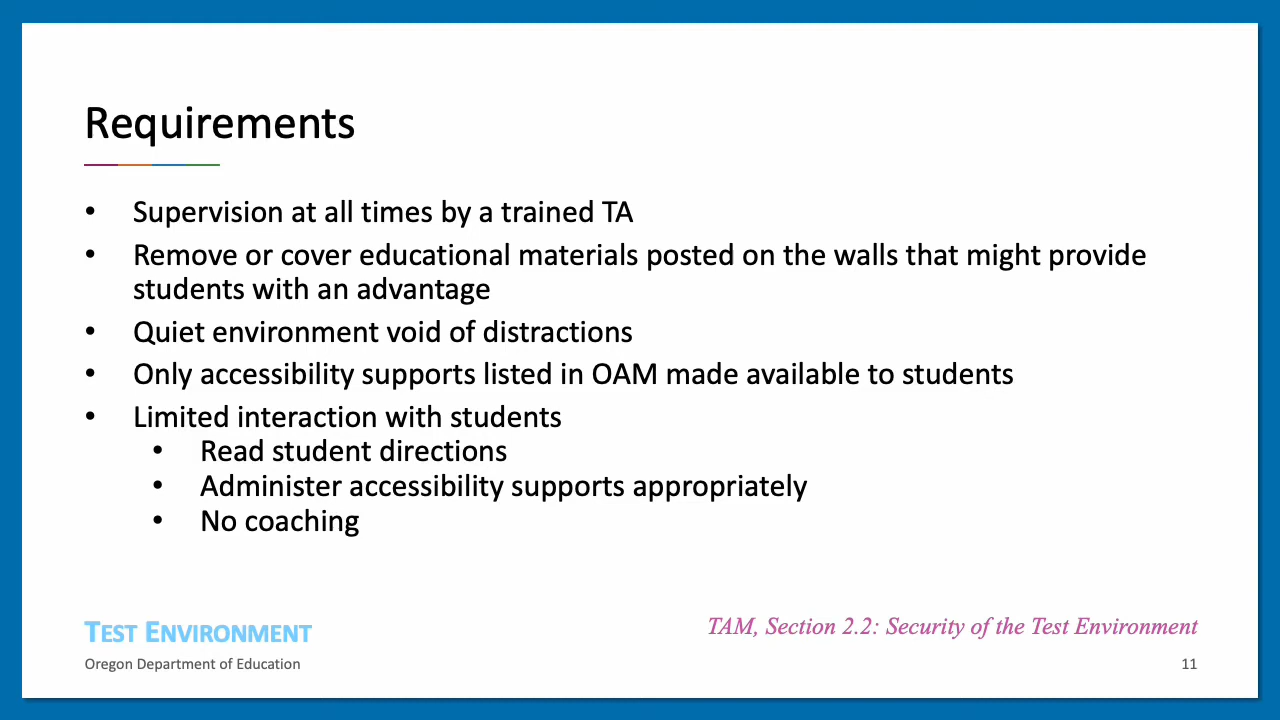 Requirements
• Supervision at all times by a trained TA
• Remove or cover educational materials posted on the walls that might provide
students with an advantage
• Quiet environment void of distractions
• Only accessibility supports listed in OAM made available to students
• Limited interaction with students
• Read student directions
• Administer accessibility supports appropriately
• No coaching
TEST ENVIRONMENT
TAM, Section 2.2: Security of the Test Environment
Oregon Department of Education
11